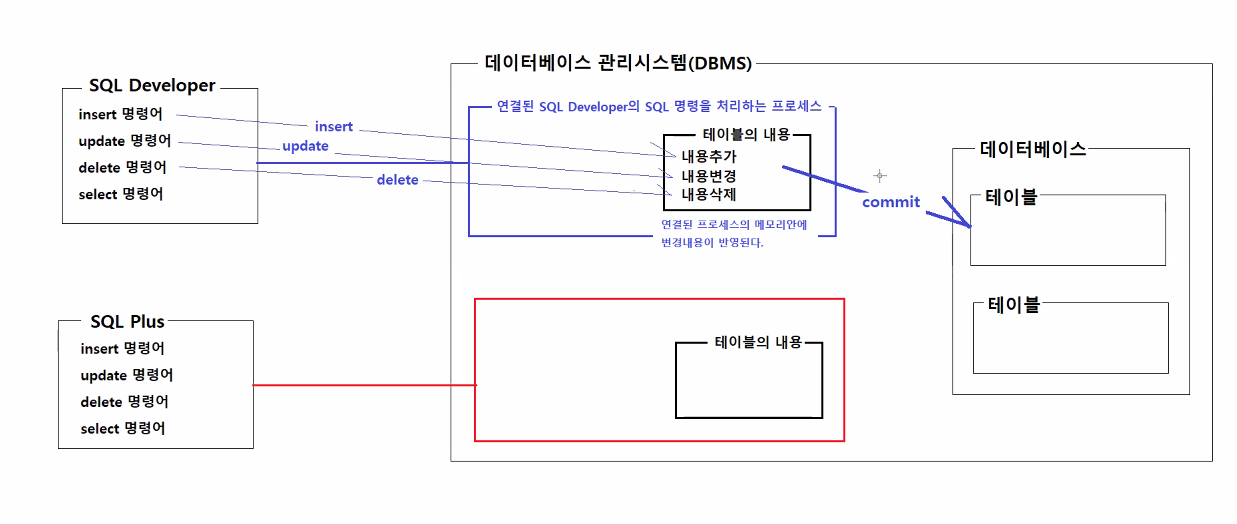 데이터베이스 관리시스템(DBMS)
SQL Developer
insert 명령어
update 명령어
delete 명령어
select 명령어
insert
update
delete
연결된 SQL Developer의 SQL 명령을 처리하는 프로세스
테이블의 내용
내용추가
내용변경
내용삭제
연결된 프로세스의 메모리안에
변경내용이 반영된다.
commit
데이터베이스
테이블
테이블
SQL Plus
insert 명령어
update 명령어
delete 명령어
select 명령어
테이블의 내용